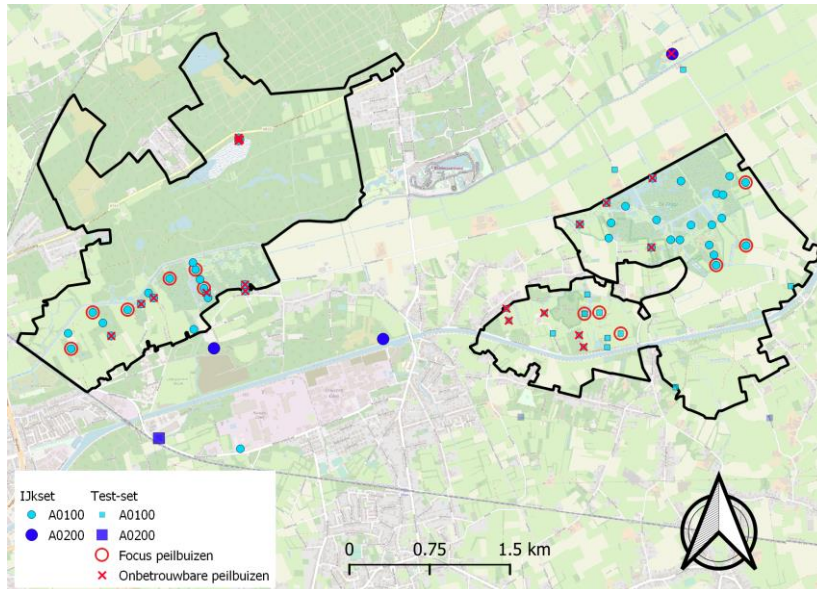 IJkset
Test-set
A0100
A0100
A0200
A0200
Focus peilbuizen
Onbetrouwbare peilbuizen
0
0.75
1.5 km